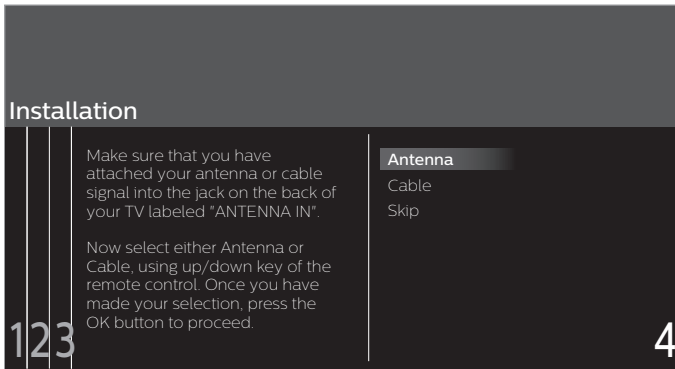 Installation
Make sure that you have
attached your antenna or cable
signal into the jack on the back of
your TV labeled "ANTENNA IN".
Now select either Antenna or
Cable, using up/down key of the
remote control. Once you have
made your selection, press the
OK button to proceed.
Antenna
Cable
Skip
123
4